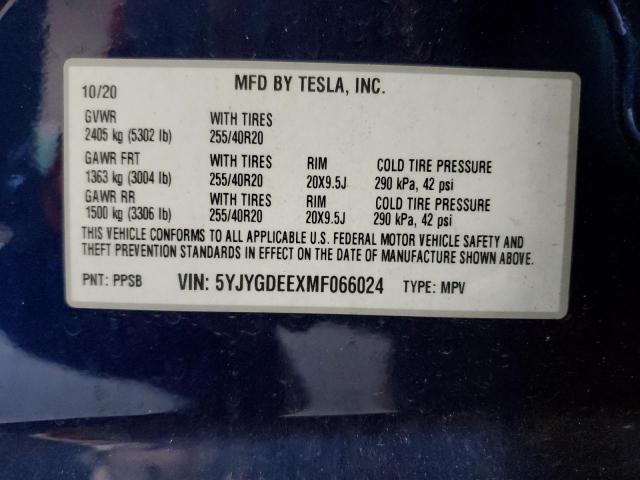 MFD BY TESLA, INC.
10/20
GVWR WITH TIRES
2405 kg (5302 lb) 255/40R20
GAWR FRT WITH TIRES RIM COLD TIRE PRESSURE
1363 kg (3004 lb) 255/40R20 20X9.5J 290 kPa, 42 psi
GAWR RR WITH TIRES RIM COLD TIRE PRESSURE
1500 kg (3306 lb) 255/40R20 20X9.5J 290 kPa, 42 psi
THIS VEHICLE CONFORMS TO ALL APPLICABLE U.S. FEDERAL MOTOR VEHICLE SAFETY AND
THEFT PREVENTION STANDARDS IN EFFECT ON THE DATE OF MANUFACTURE SHOWN ABOVE.
PNT: PPSB VIN: 5YJYGDEEXMF066024 TYPE: MPV